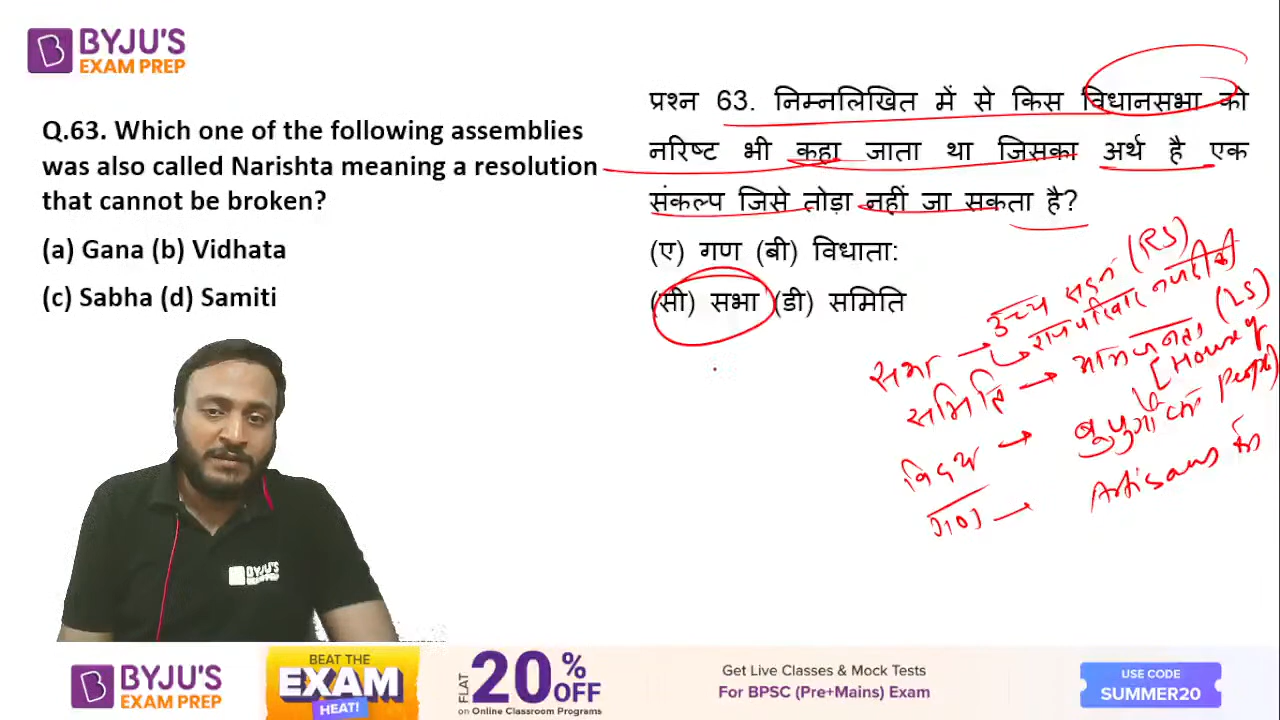 BYJU'S
EXAM PREP
Q.63. Which one of the following assemblies
was also called Narishta meaning a resolution
that cannot be broken?
(a) Gana (b) Vidhata
(c) Sabha (d) Samiti
प्रश्न 63. निम्नलिखित में से किस विधानसभा को
नरिष्ट भी कहा जाता था जिसका अर्थ है एक
संकल्प जिसे तोड़ा नहीं जा सकता है?
(ए) गण (बी) विधाता:
(सी) सभा (डी) समिति
सभा → उच्च सदन (RS)
राजपरिवार नजदीकी
समिति → (LS)
[House of
People]
विदथ →
गण → Artisans के
BYJU'S
BYJU'S
EXAM PREP
BEAT THE
EXAM
HEAT!
FLAT 20% OFF
on Online Classroom Programs
Get Live Classes & Mock Tests
For BPSC (Pre+Mains) Exam
USE CODE
SUMMER20